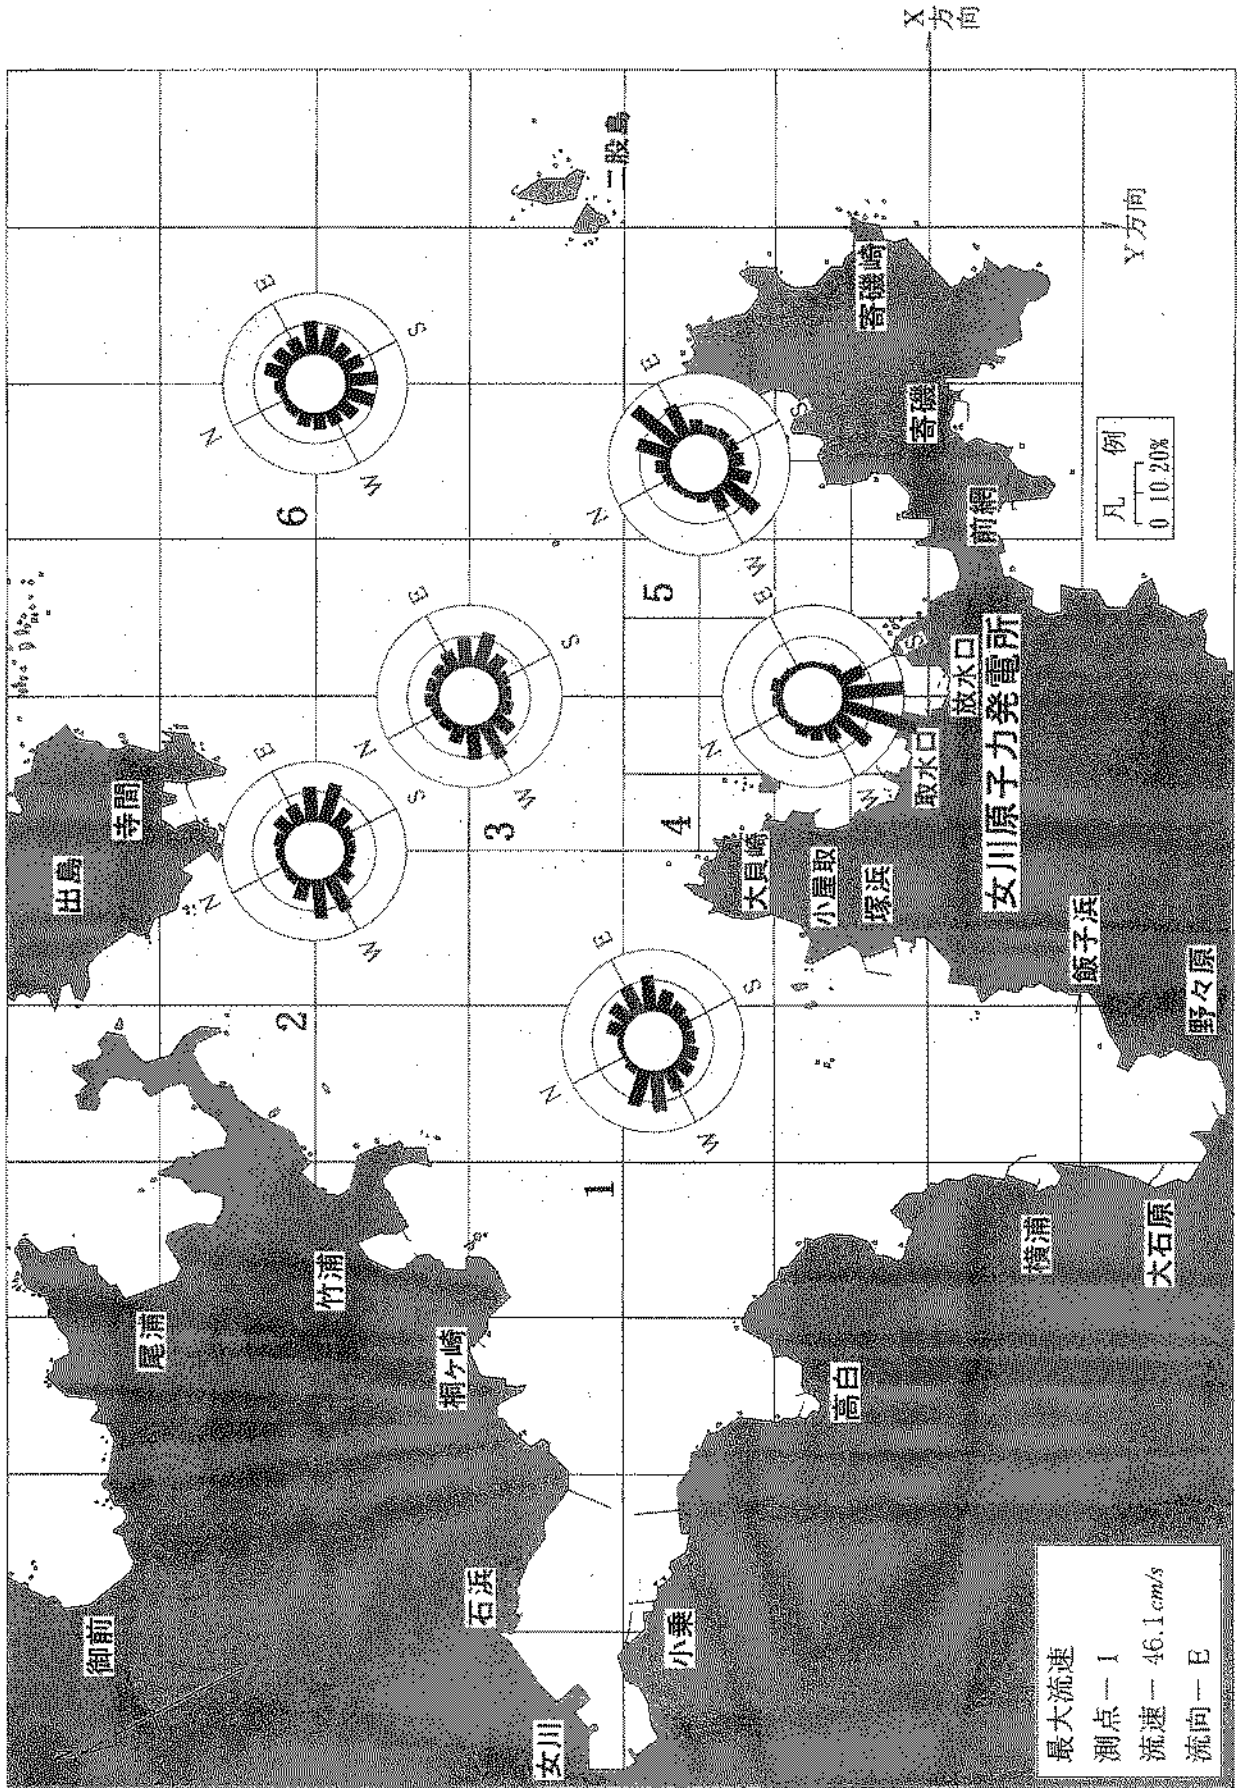 X
方向
Y方向
二股島
寄磯崎
寄磯
前網
凡例
0 10 20%
N
E
S
W
6
N
E
S
W
5
N
E
S
W
3
N
E
S
W
4
N
E
S
W
2
N
E
S
W
1
出島
寺間
放水口
取水口
女川原子力発電所
大貝崎
小屋取
塚浜
飯子浜
野々原
尾浦
竹浦
桐ケ崎
御前
石浜
女川
小乗
高白
横浦
大石原
最大流速
測点－1
流速－46.1cm/s
流向－E